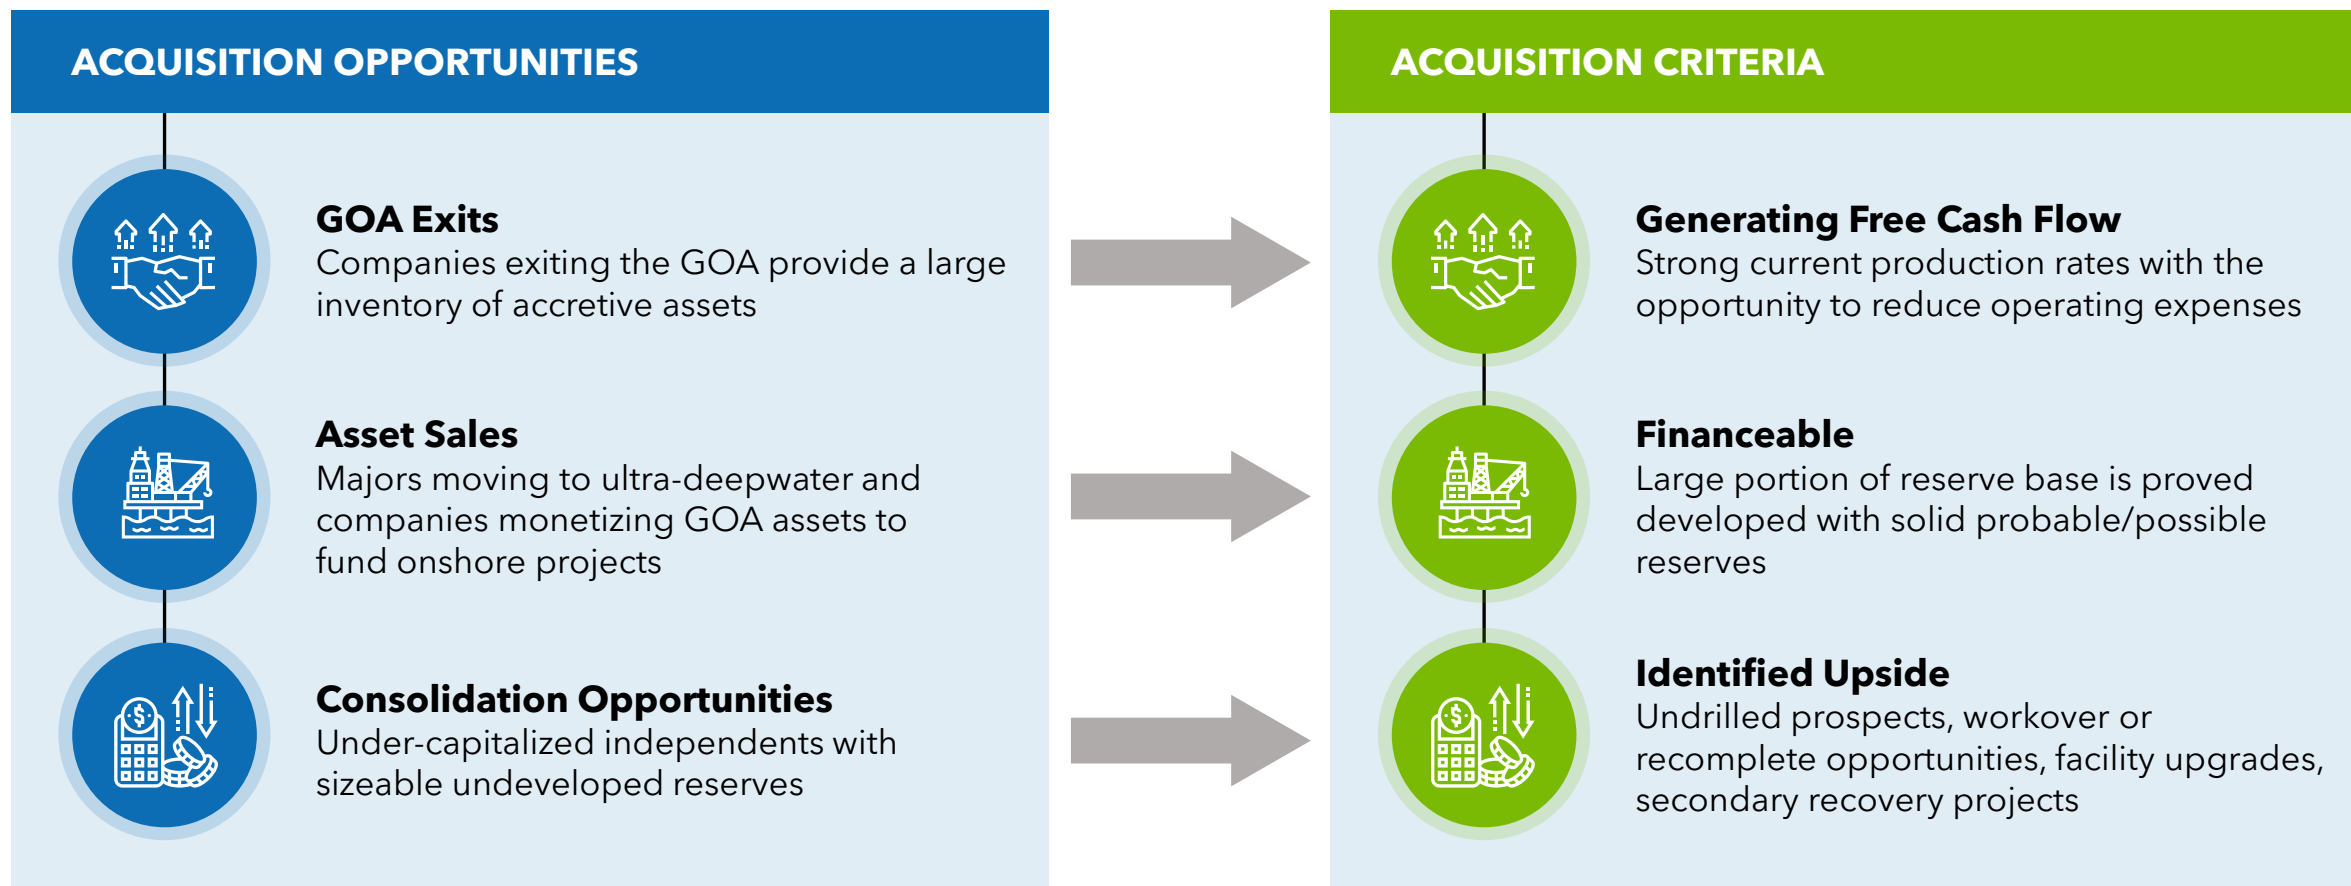 ACQUISITION OPPORTUNITIES
GOA Exits
Companies exiting the GOA provide a large
inventory of accretive assets
Asset Sales
Majors moving to ultra-deepwater and
companies monetizing GOA assets to
fund onshore projects
Consolidation Opportunities
Under-capitalized independents with
sizeable undeveloped reserves
ACQUISITION CRITERIA
Generating Free Cash Flow
Strong current production rates with the
opportunity to reduce operating expenses
Financeable
Large portion of reserve base is proved
developed with solid probable/possible
reserves
Identified Upside
Undrilled prospects, workover or
recomplete opportunities, facility upgrades,
secondary recovery projects